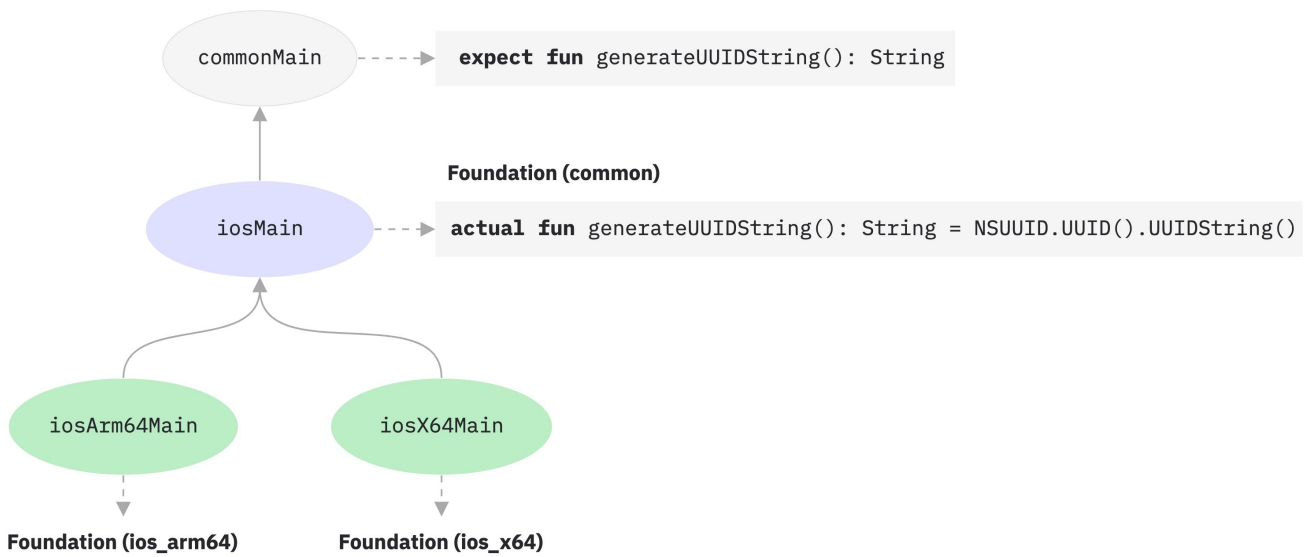 commonMain
expect fun generateUUIDString(): String
Foundation (common)
iosMain
actual fun generateUUIDString(): String = NSUUID.UUID().UUIDString()
iosArm64Main
iosX64Main
Foundation (ios_arm64)
Foundation (ios_x64)